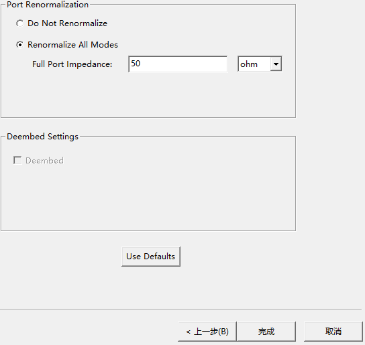 Port Renormalization
Do Not Renormalize
Renormalize All Modes
Full Port Impedance: 50 ohm
Deembed Settings
Deembed
Use Defaults
< 上一步(B) 完成 取消